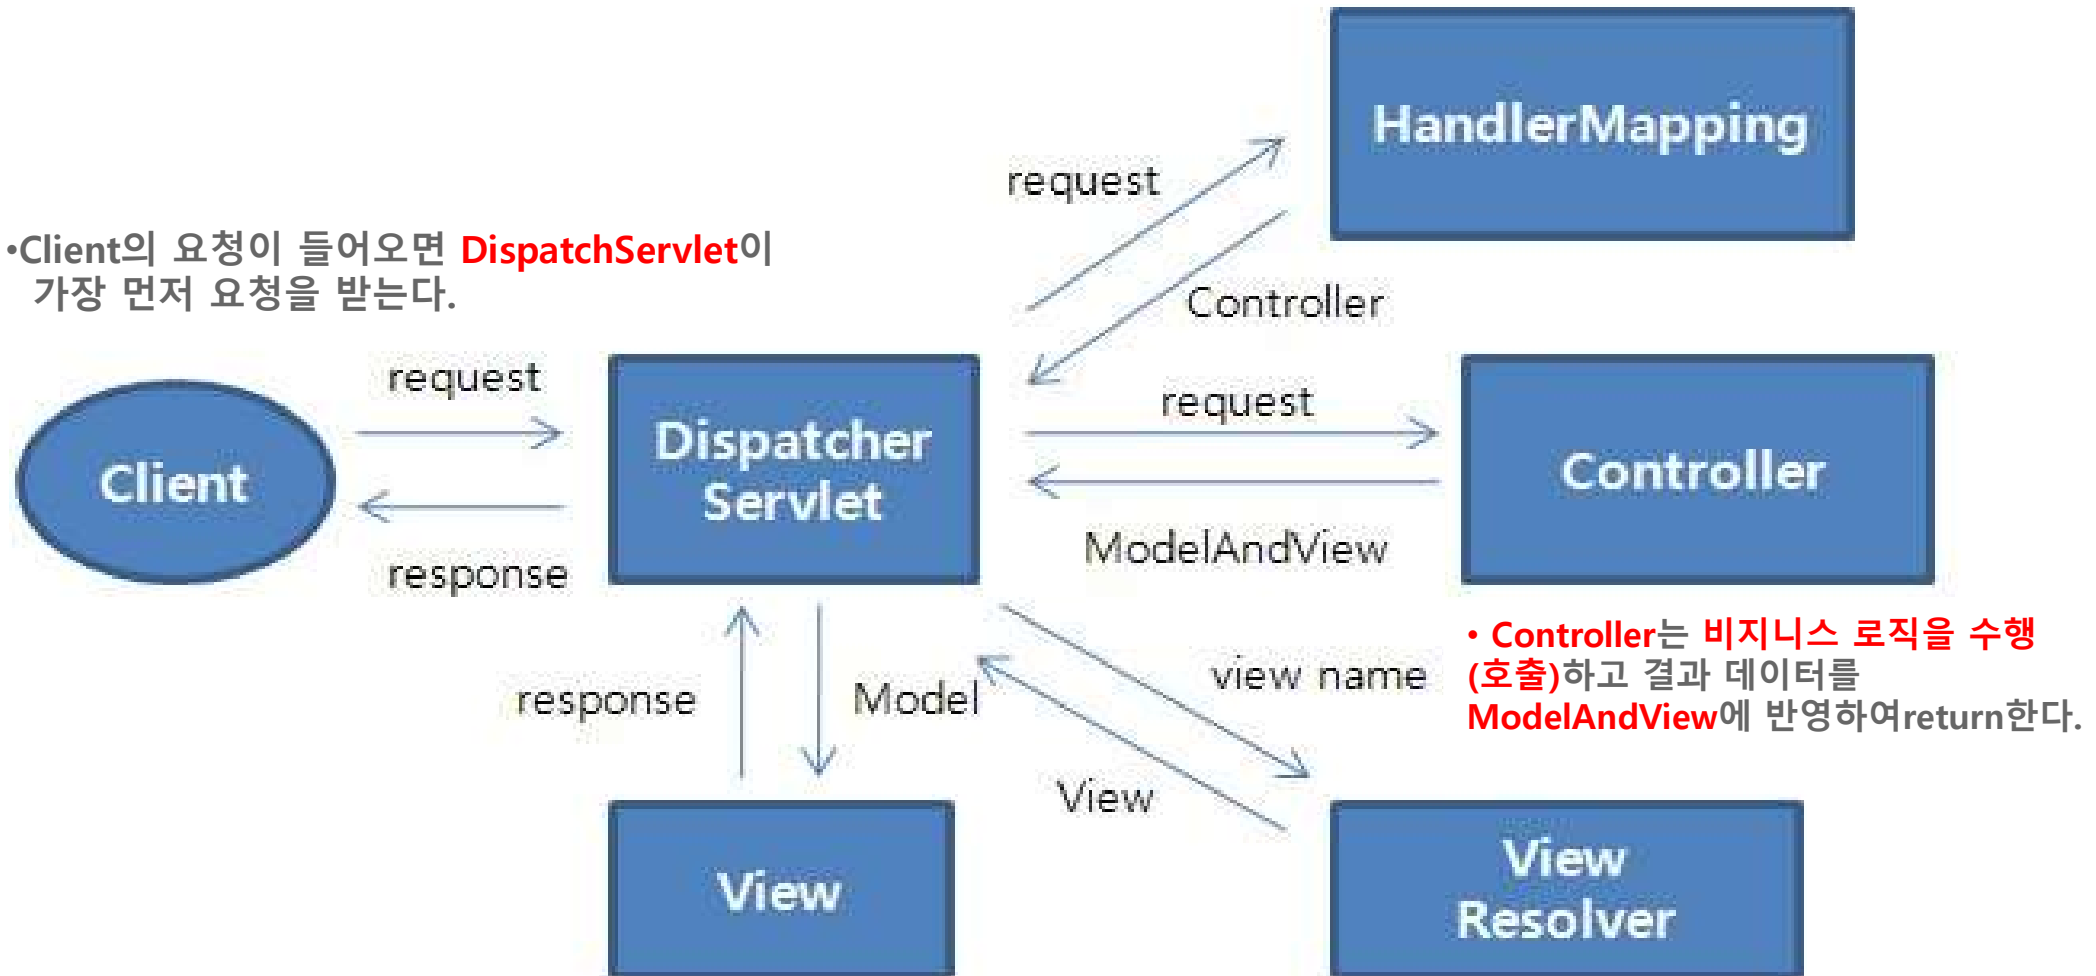 HandlerMapping
request
•Client의 요청이 들어오면 DispatchServlet이
가장 먼저 요청을 받는다.
Controller
request
request
Client
Dispatcher
Servlet
Controller
response
ModelAndView
• Controller는 비지니스 로직을 수행
(호출)하고 결과 데이터를
ModelAndView에 반영하여return한다.
response
Model
view name
View
View
View
Resolver